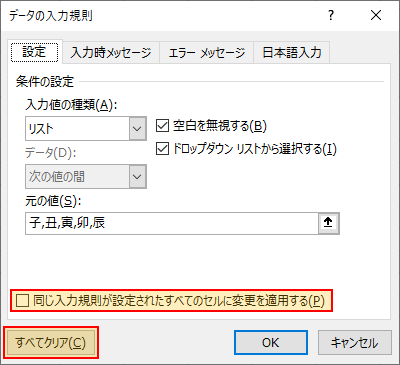 データの入力規則
設定 入力時メッセージ エラー メッセージ 日本語入力
条件の設定
入力値の種類(A):
リスト ☑ 空白を無視する(B)
データ(D): ☑ ドロップダウン リストから選択する(I)
次の値の間
元の値(S):
子,丑,寅,卯,辰
☐ 同じ入力規則が設定されたすべてのセルに変更を適用する(P)
すべてクリア(C) OK キャンセル